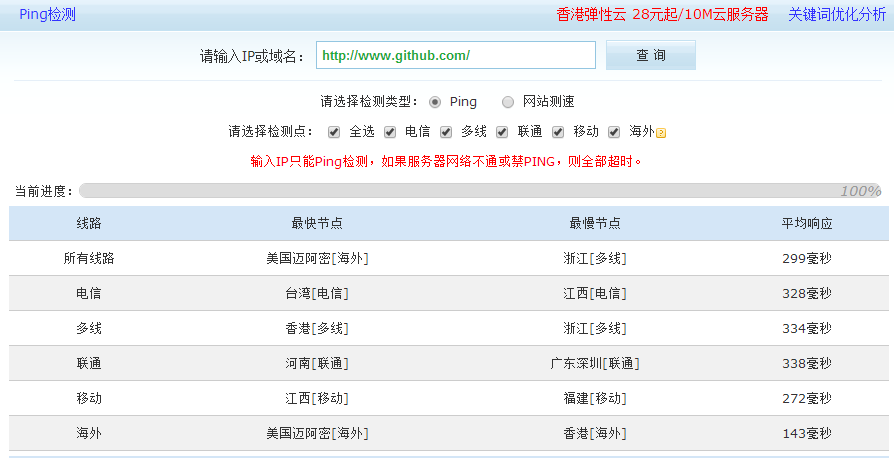 Ping检测 香港弹性云 28元起/10M云服务器 关键词优化分析
请输入IP或域名： http://www.github.com/ 查 询
请选择检测类型： Ping 网站测速
请选择检测点： 全选 电信 多线 联通 移动 海外 ?
输入IP只能Ping检测，如果服务器网络不通或禁PING，则全部超时。
当前进度： 100%
线路 最快节点 最慢节点 平均响应
所有线路 美国迈阿密[海外] 浙江[多线] 299毫秒
电信 台湾[电信] 江西[电信] 328毫秒
多线 香港[多线] 浙江[多线] 334毫秒
联通 河南[联通] 广东深圳[联通] 338毫秒
移动 江西[移动] 福建[移动] 272毫秒
海外 美国迈阿密[海外] 香港[海外] 143毫秒